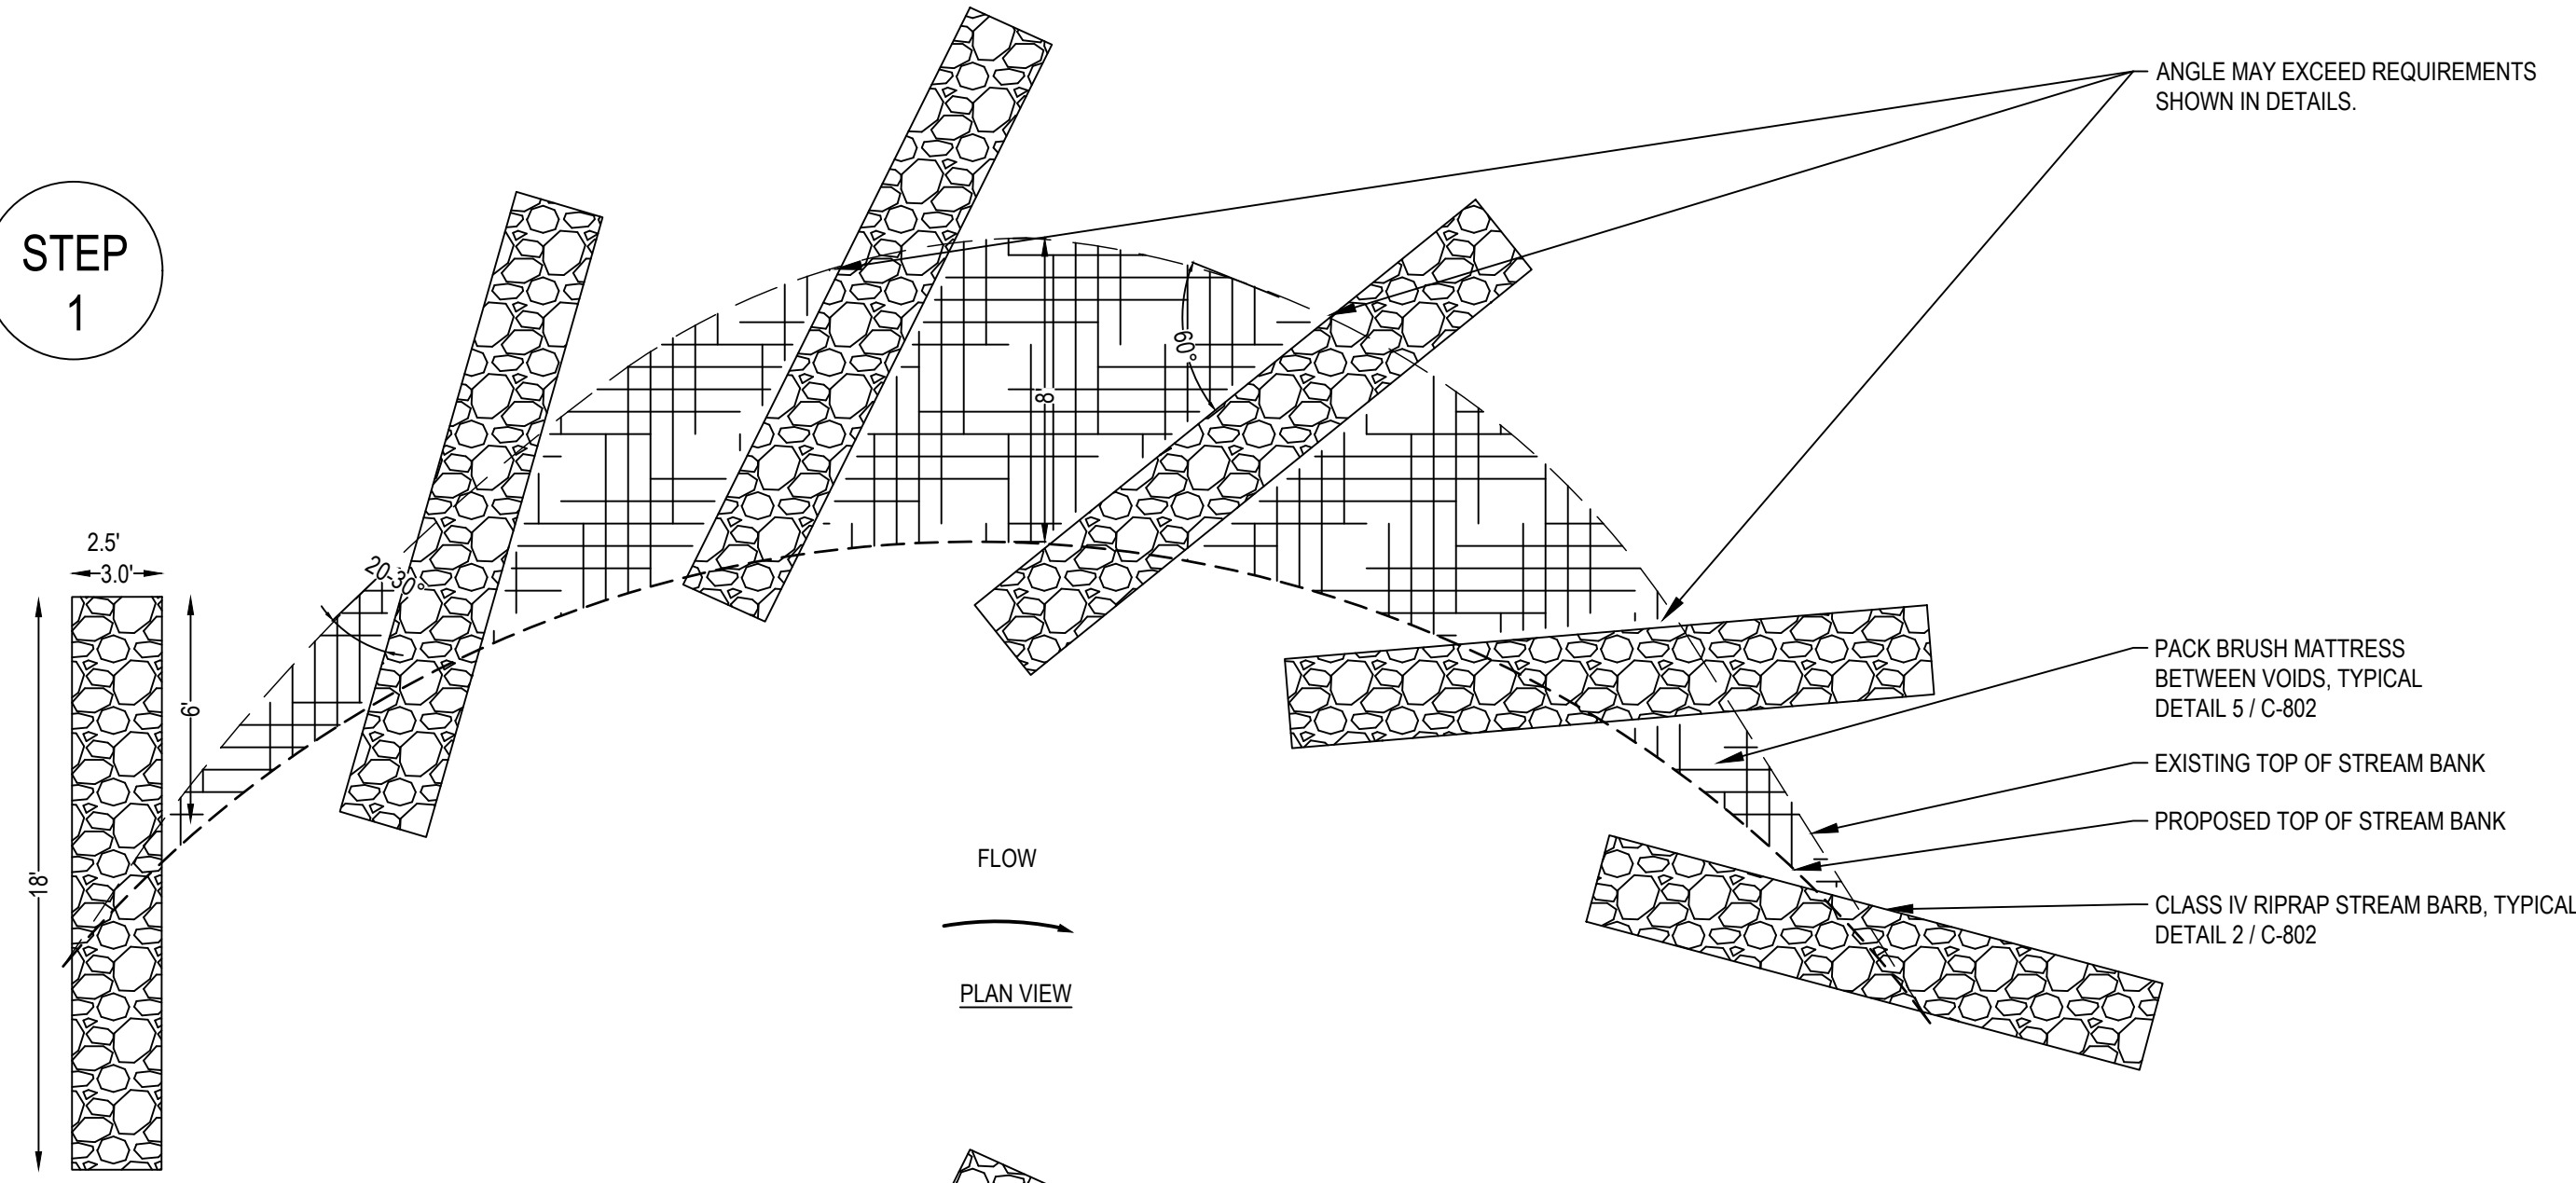 ANGLE MAY EXCEED REQUIREMENTS
SHOWN IN DETAILS.
STEP
1
8'
60°
2.5'
3.0'
20-30°
6'
18'
PACK BRUSH MATTRESS
BETWEEN VOIDS, TYPICAL
DETAIL 5 / C-802
EXISTING TOP OF STREAM BANK
PROPOSED TOP OF STREAM BANK
FLOW
CLASS IV RIPRAP STREAM BARB, TYPICAL
DETAIL 2 / C-802
PLAN VIEW